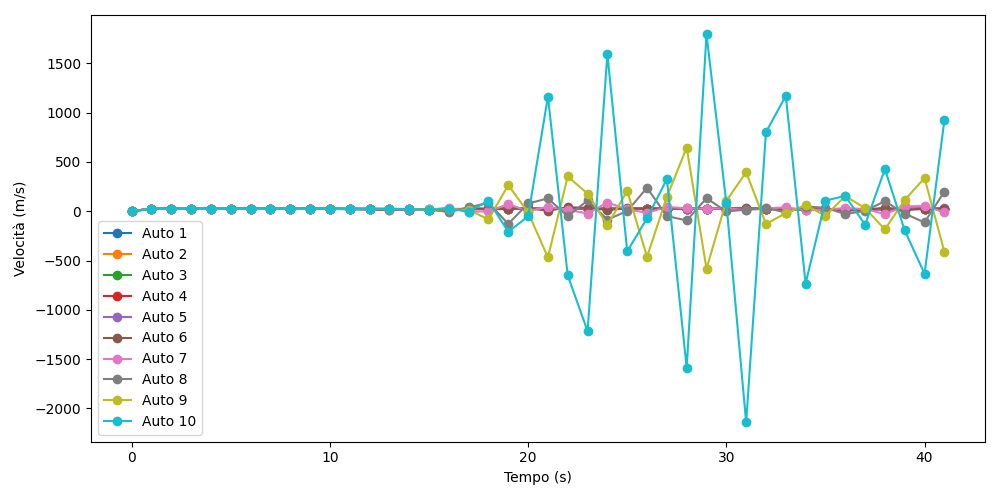 1500
1000
500
0
−500
−1000
−1500
−2000
Velocità (m/s)
Auto 1
Auto 2
Auto 3
Auto 4
Auto 5
Auto 6
Auto 7
Auto 8
Auto 9
Auto 10
0 10 20 30 40
Tempo (s)